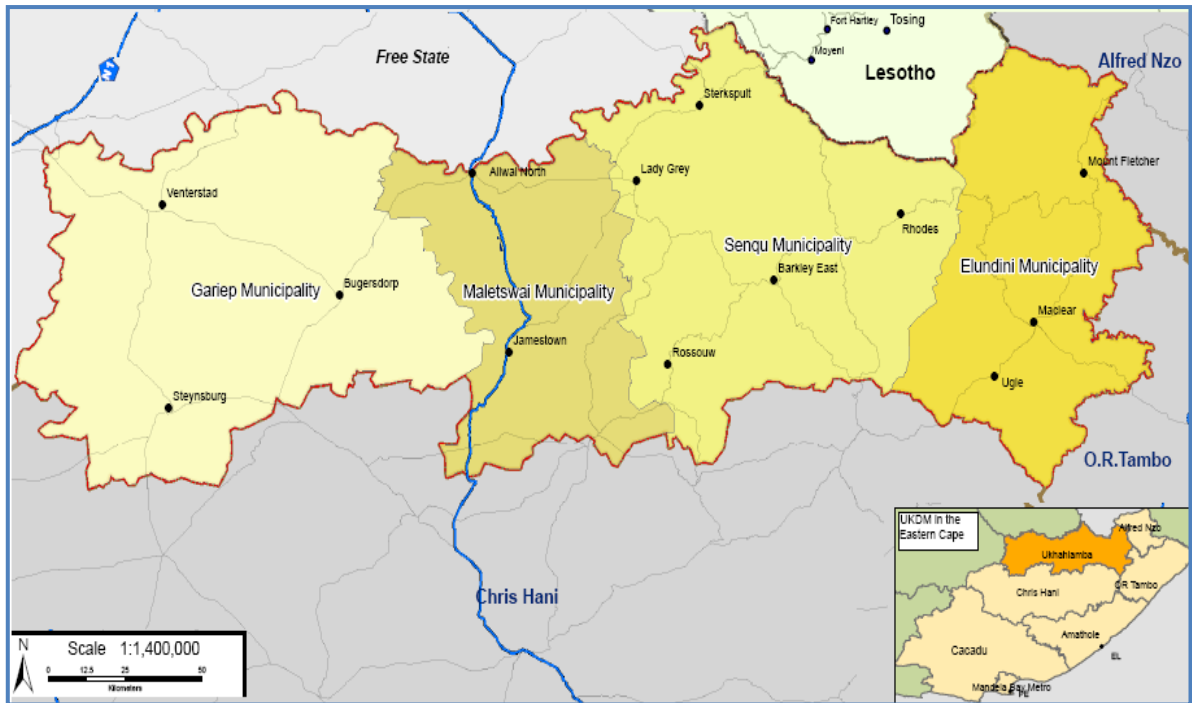 Fort Hartley
Tosing
Free State
Moyeni
Alfred Nzo
Lesotho
Sterkspult
Mount Fletcher
Aliwal North
Lady Grey
Venterstad
Rhodes
Senqu Municipality
Elundini Municipality
Barkley East
Bugersdorp
Gariep Municipality
Maletswai Municipality
Maclear
Jamestown
Rossouw
Ugie
Steynsburg
O.R.Tambo
UKDM in the
Eastern Cape
Alfred Nzo
Ukhahlamba
Chris Hani
OR Tambo
Chris Hani
Amathole
N
Scale 1:1,400,000
EL
Cacadu
0 12.5 25 50
Kilometers
Mandela Bay Metro
PE